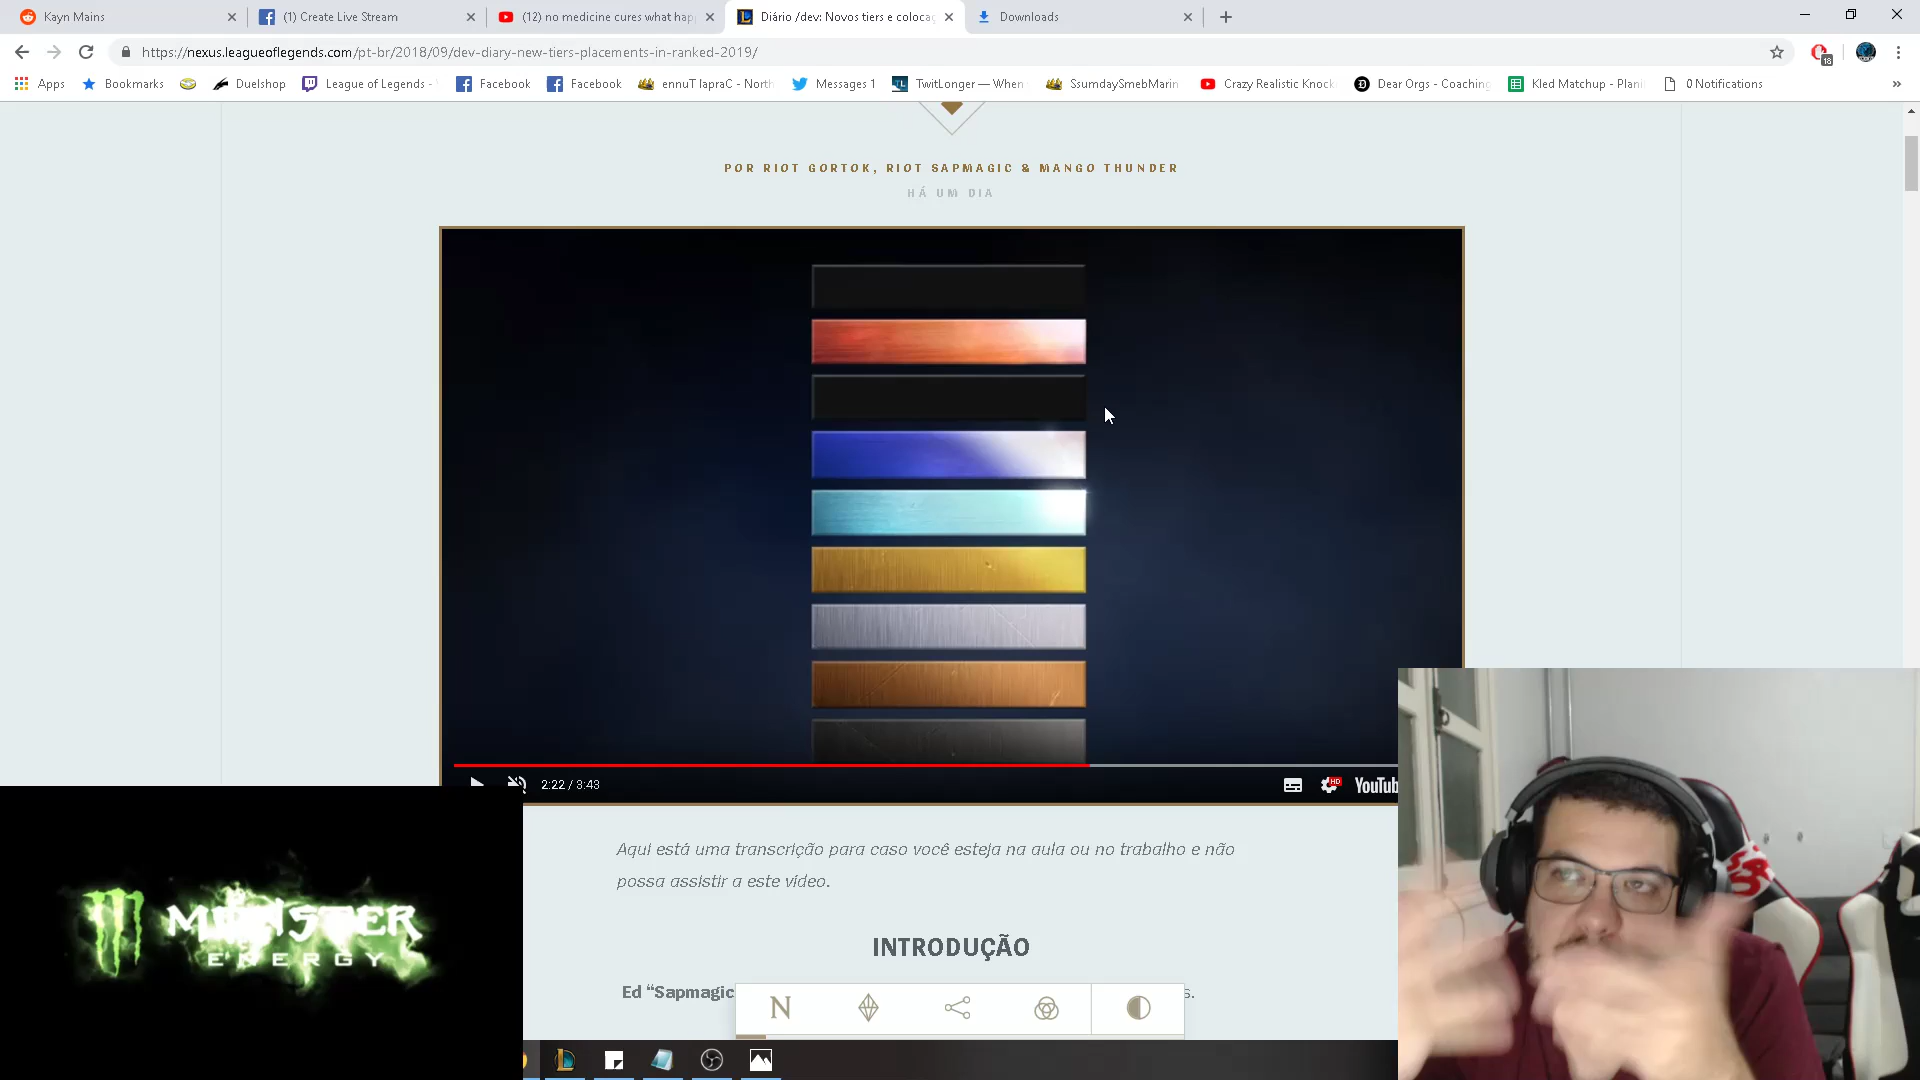 Kayn Mains
(1) Create Live Stream
(12) no medicine cures what hap
Diário /dev: Novos tiers e colocaç
Downloads
https://nexus.leagueoflegends.com/pt-br/2018/09/dev-diary-new-tiers-placements-in-ranked-2019/
18
Apps
Bookmarks
Duelshop
League of Legends -
Facebook
Facebook
ennuT lapraC - North
Messages 1
TL
TwitLonger — When
SsumdaySmebMarin
Crazy Realistic Knock
Dear Orgs - Coaching
Kled Matchup - Plani
0 Notifications
»
POR RIOT GORTOK, RIOT SAPMAGIC & MANGO THUNDER
HÁ UM DIA
2:22 / 3:43
HD
YouTub
Aqui está uma transcrição para caso você esteja na aula ou no trabalho e não
possa assistir a este vídeo.
INTRODUÇÃO
Ed “Sapmagic
s.
N
MONSTER
ENERGY